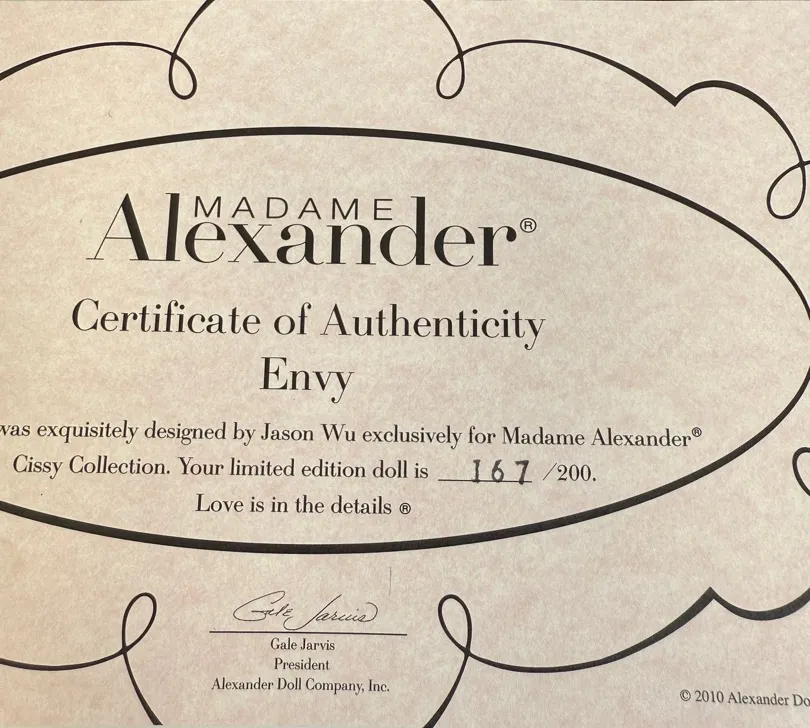 MADAME
Alexander®
Certificate of Authenticity
Envy
was exquisitely designed by Jason Wu exclusively for Madame Alexander®
Cissy Collection. Your limited edition doll is 167 /200.
Love is in the details ®
Gale Jarvis
Gale Jarvis
President
Alexander Doll Company, Inc.
© 2010 Alexander